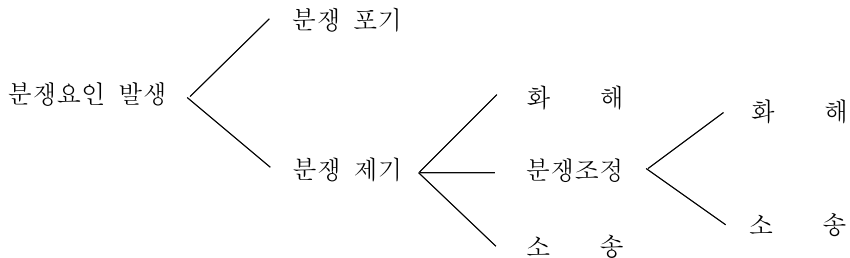 분쟁 포기
분쟁요인 발생
화 해
화 해
분쟁 제기
분쟁조정
소 송
소 송